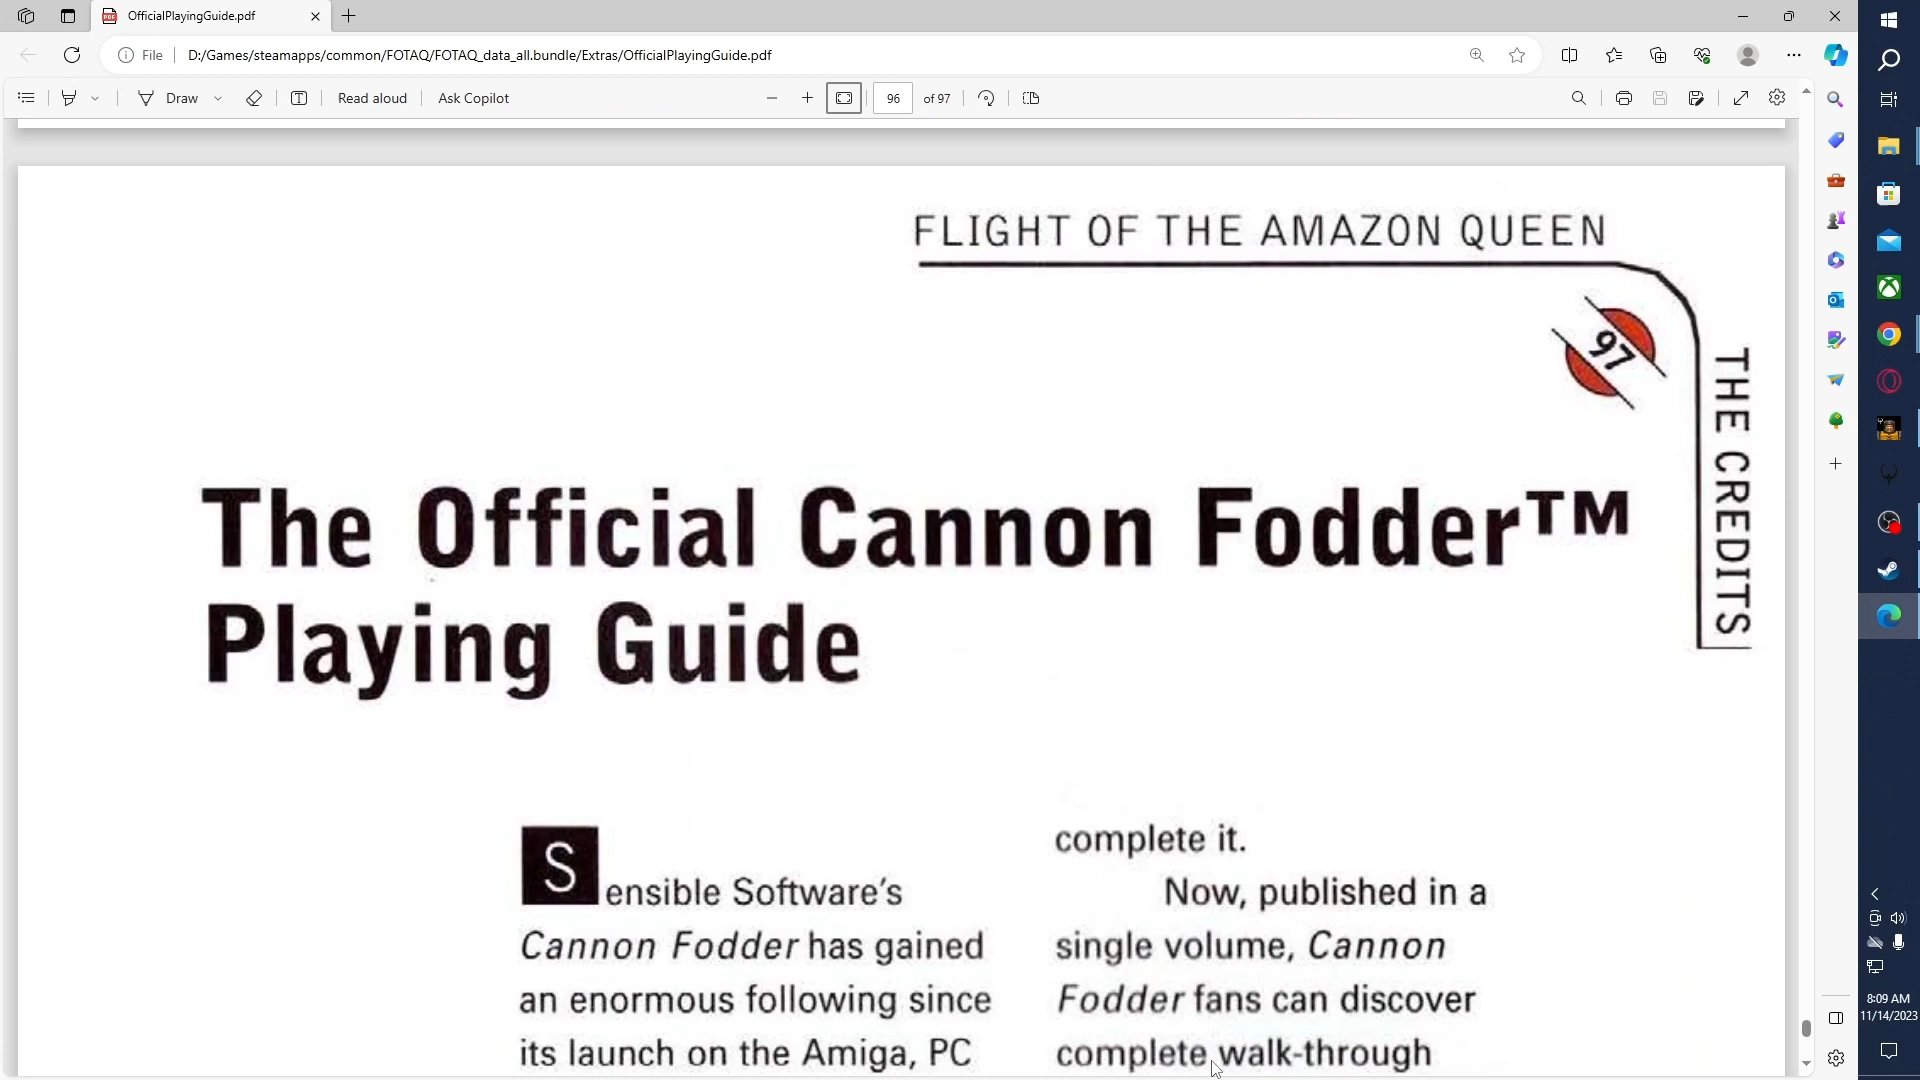 OfficialPlayingGuide.pdf
File
D:/Games/steamapps/common/FOTAQ/FOTAQ_data_all.bundle/Extras/OfficialPlayingGuide.pdf
Draw
Read aloud
Ask Copilot
96
of 97
FLIGHT OF THE AMAZON QUEEN
97
THE CREDITS
The Official Cannon Fodder™
Playing Guide
Sensible Software's
Cannon Fodder has gained
an enormous following since
its launch on the Amiga, PC
complete it.
Now, published in a
single volume, Cannon
Fodder fans can discover
complete walk-through
8:09 AM
11/14/2023